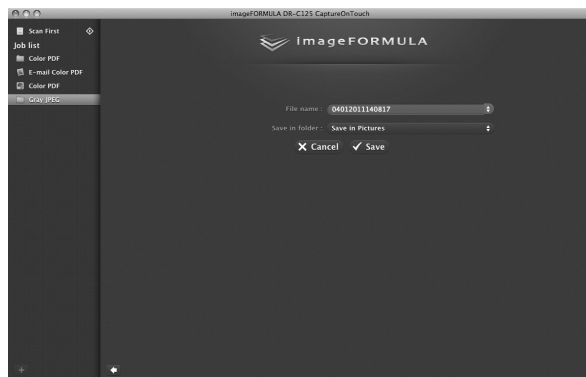 imageFORMULA DR-C125 CaptureOnTouch
Scan First
Job list
Color PDF
E-mail Color PDF
Color PDF
Gray JPEG
imageFORMULA
File name : 04012011140817
Save in folder : Save in Pictures
Cancel Save